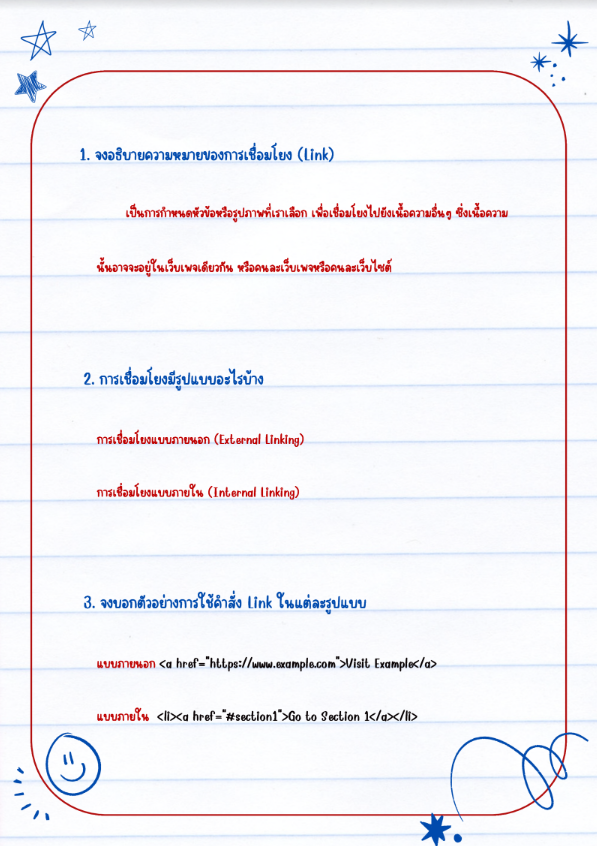 1. จงอธิบายความหมายของการเชื่อมโยง (Link)
เป็นการกำหนดหัวข้อหรือรูปภาพที่เราเลือก เพื่อเชื่อมโยงไปยังเนื้อความอื่นๆ ซึ่งเนื้อความ
นั้นอาจจะอยู่ในเว็บเพจเดียวกัน หรือคนละเว็บเพจหรือคนละเว็บไซต์
2. การเชื่อมโยงมีรูปแบบอะไรบ้าง
การเชื่อมโยงแบบภายนอก (External Linking)
การเชื่อมโยงแบบภายใน (Internal Linking)
3. จงบอกตัวอย่างการใช้คำสั่ง Link ในแต่ละรูปแบบ
แบบภายนอก <a href="https://www.example.com">Visit Example</a>
แบบภายใน <li><a href="#section1">Go to Section 1</a></li>